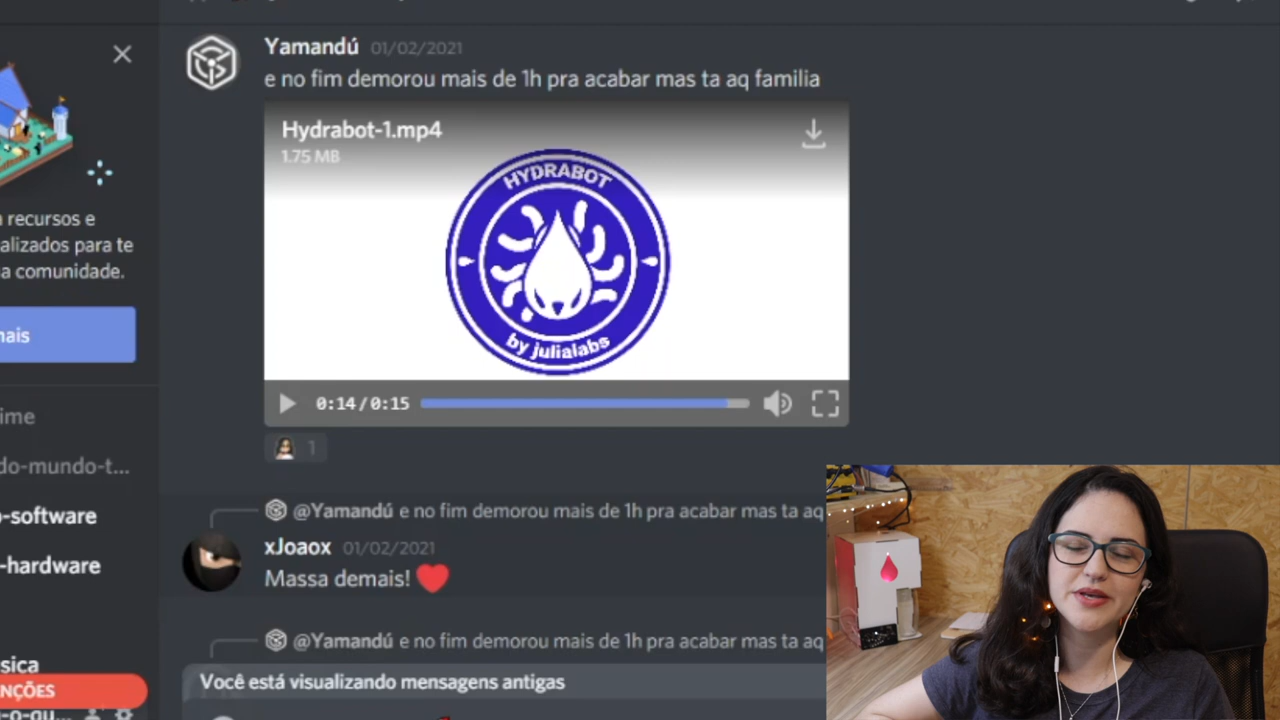 Yamandú 01/02/2021
e no fim demorou mais de 1h pra acabar mas ta aq familia
Hydrabot-1.mp4
1.75 MB
HYDRABOT
by julialabs
0:14/0:15
1
recursos e
alizados para te
a comunidade.
nais
ime
do-mundo-t...
-software
-hardware
sica
NÇÕES
@Yamandú e no fim demorou mais de 1h pra acabar mas ta aq
xJoaox 01/02/2021
Massa demais!
@Yamandú e no fim demorou mais de 1h pra acabar mas ta aq
Você está visualizando mensagens antigas